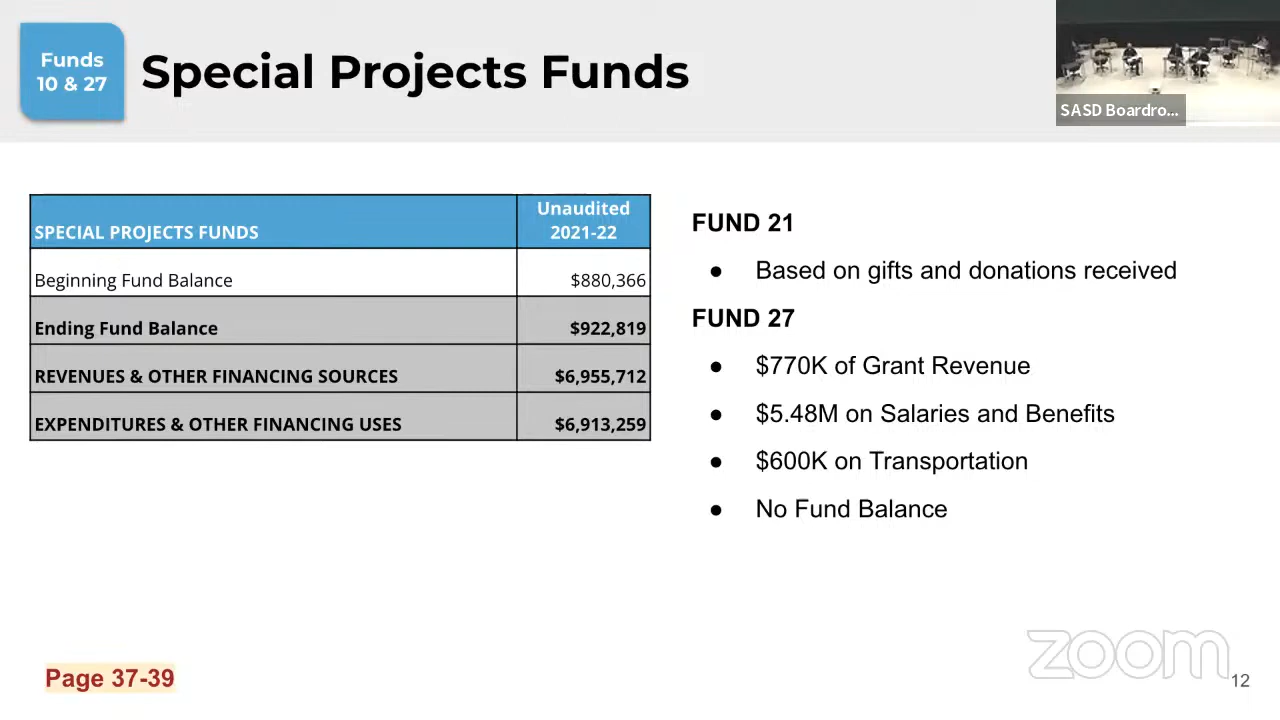 Funds
10 & 27
Special Projects Funds
SASD Boardro...
SPECIAL PROJECTS FUNDS
Unaudited
2021-22
Beginning Fund Balance $880,366
Ending Fund Balance $922,819
REVENUES & OTHER FINANCING SOURCES $6,955,712
EXPENDITURES & OTHER FINANCING USES $6,913,259
FUND 21
● Based on gifts and donations received
FUND 27
● $770K of Grant Revenue
● $5.48M on Salaries and Benefits
● $600K on Transportation
● No Fund Balance
Page 37-39
zoom
12